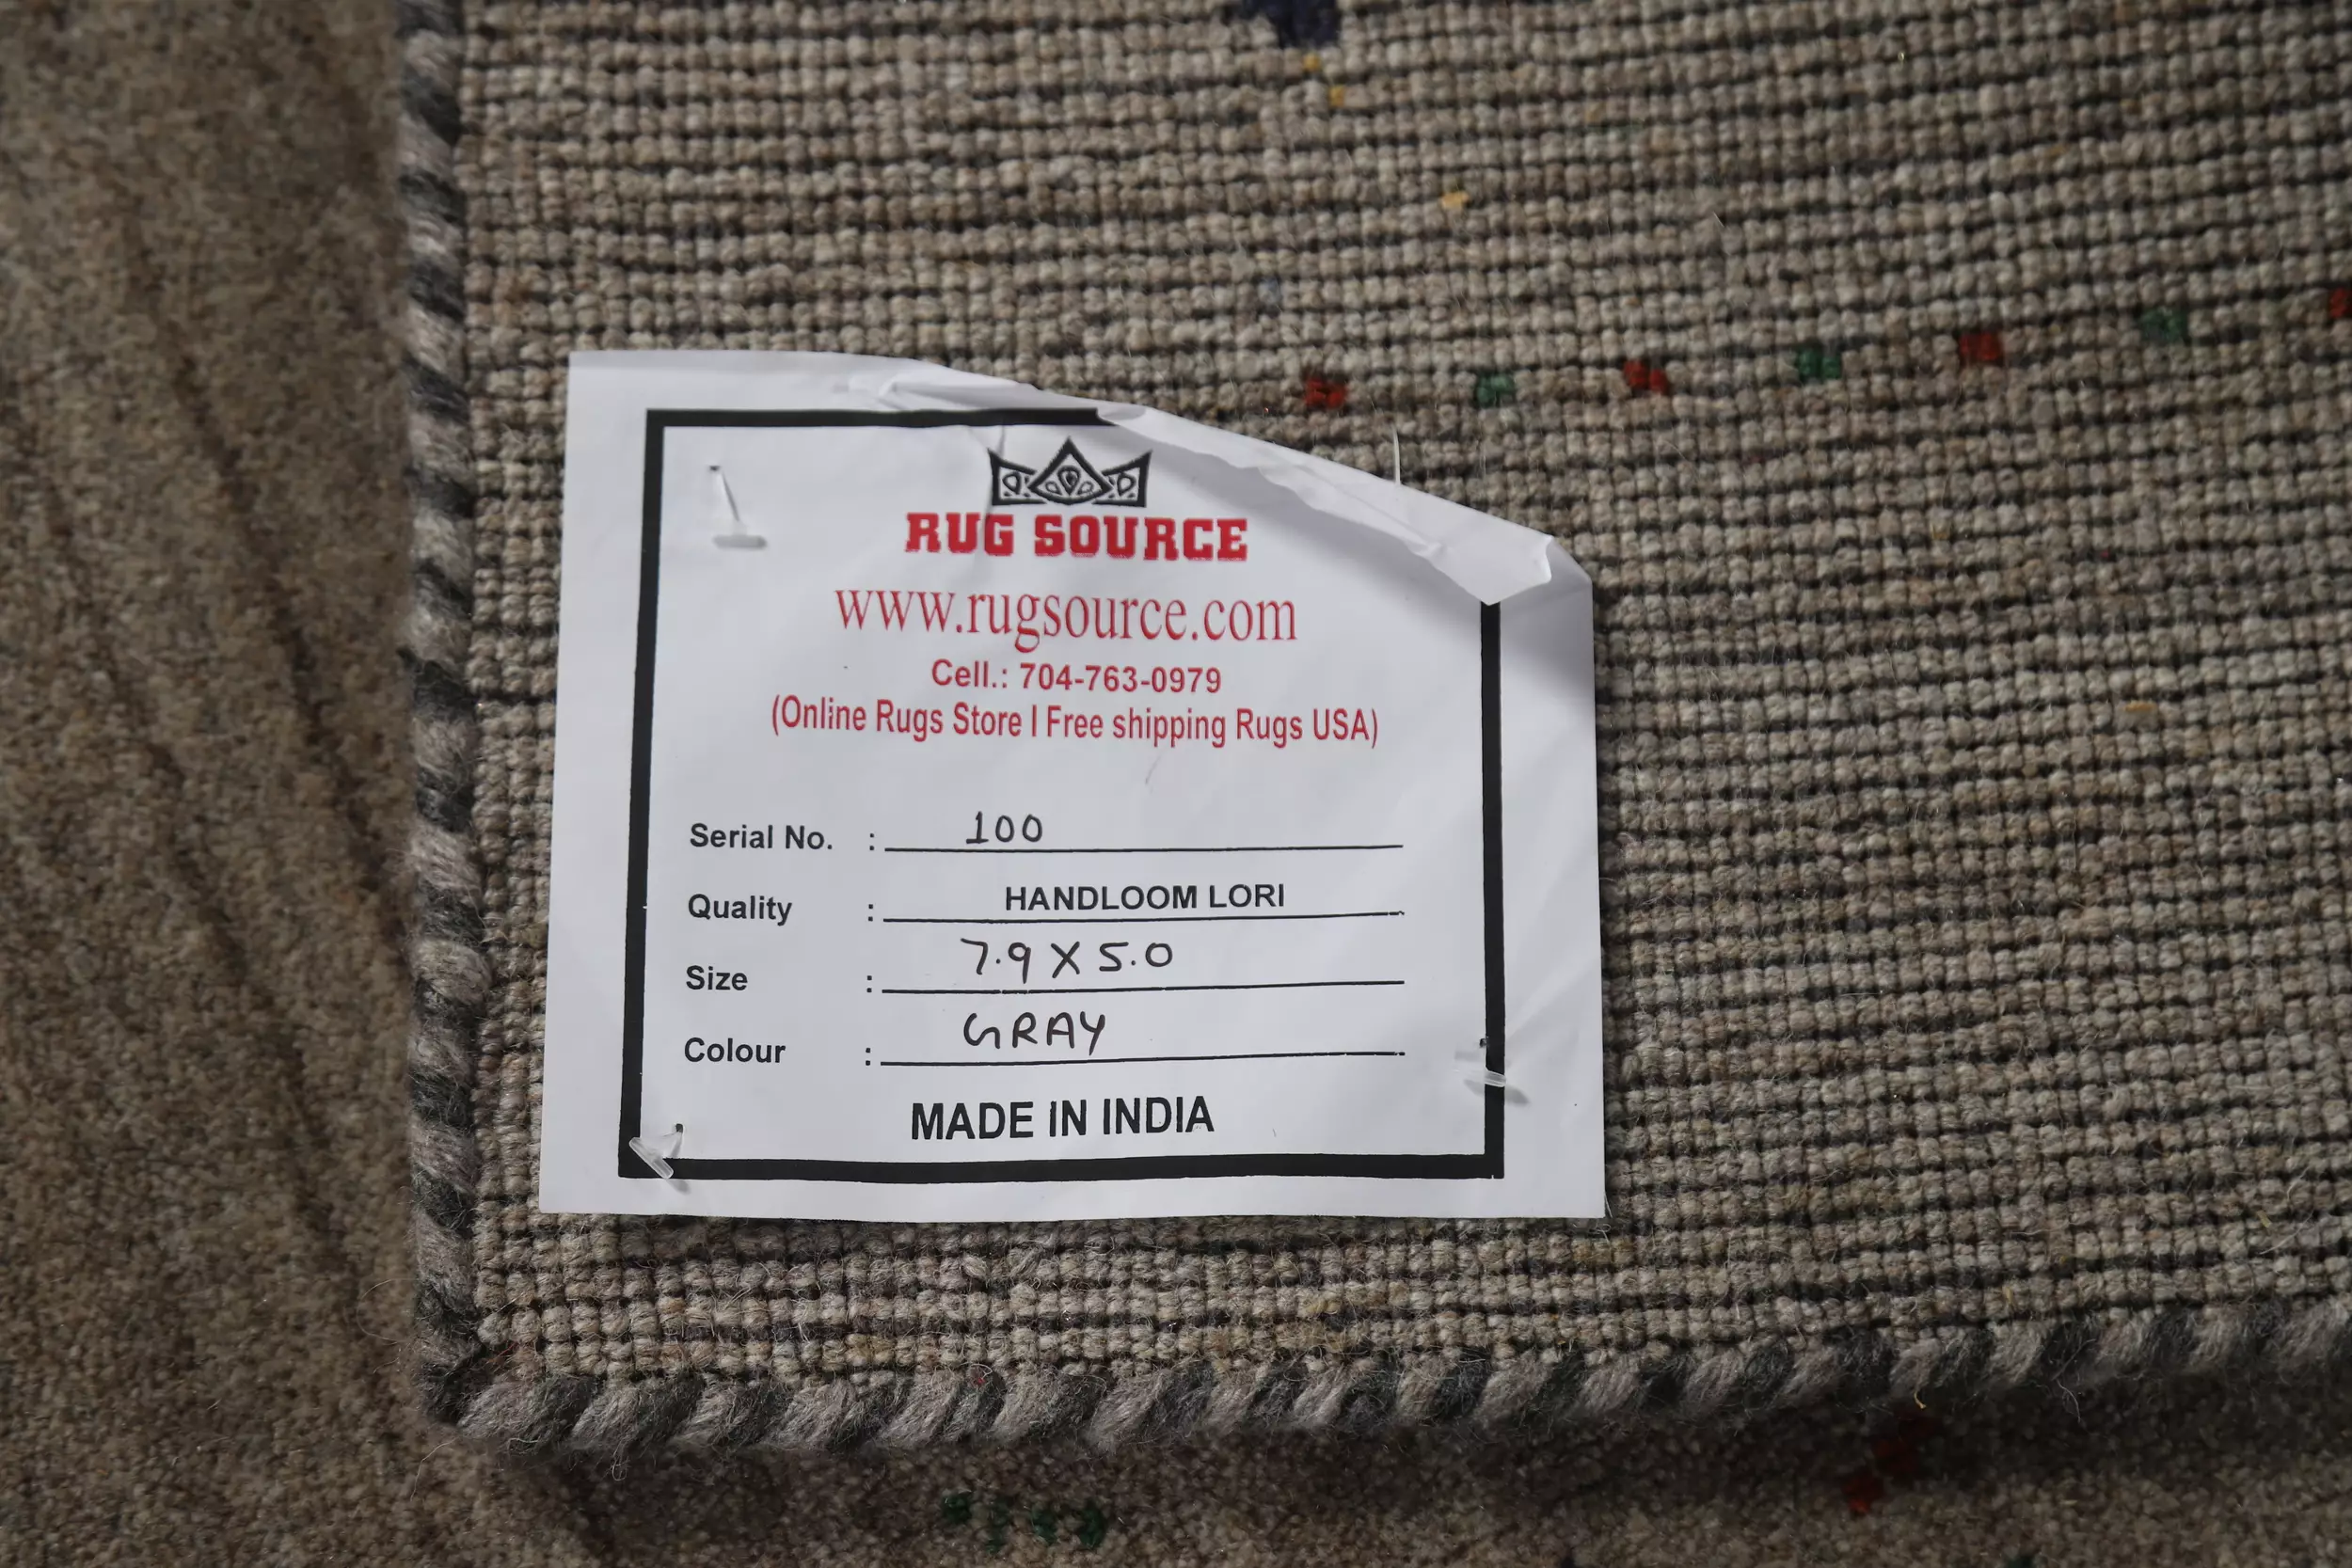 RUG SOURCE
www.rugsource.com
Cell.: 704-763-0979
(Online Rugs Store I Free shipping Rugs USA)
Serial No. : 100
Quality : HANDLOOM LORI
Size : 7.9 X 5.0
Colour : GRAY
MADE IN INDIA